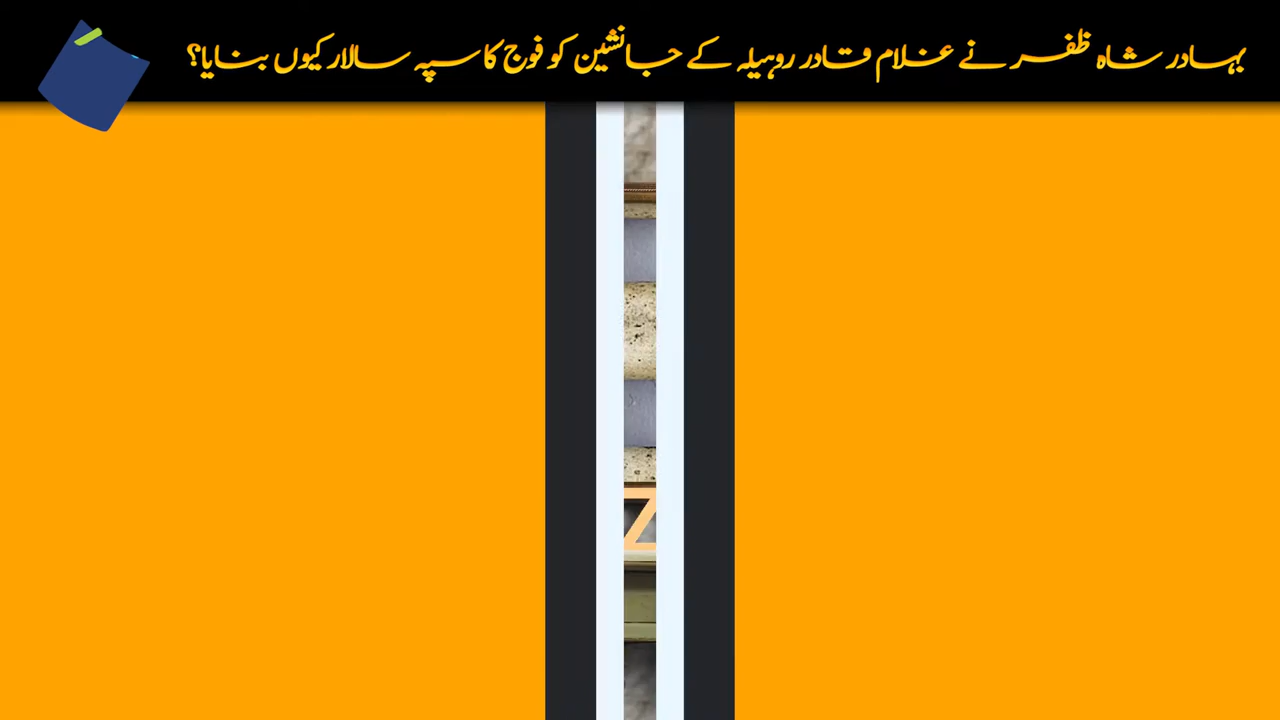 بہادر شاہ ظفر نے غلام قادر روہیلہ کے جانشین کو فوج کا سپہ سالار کیوں بنایا؟
Z